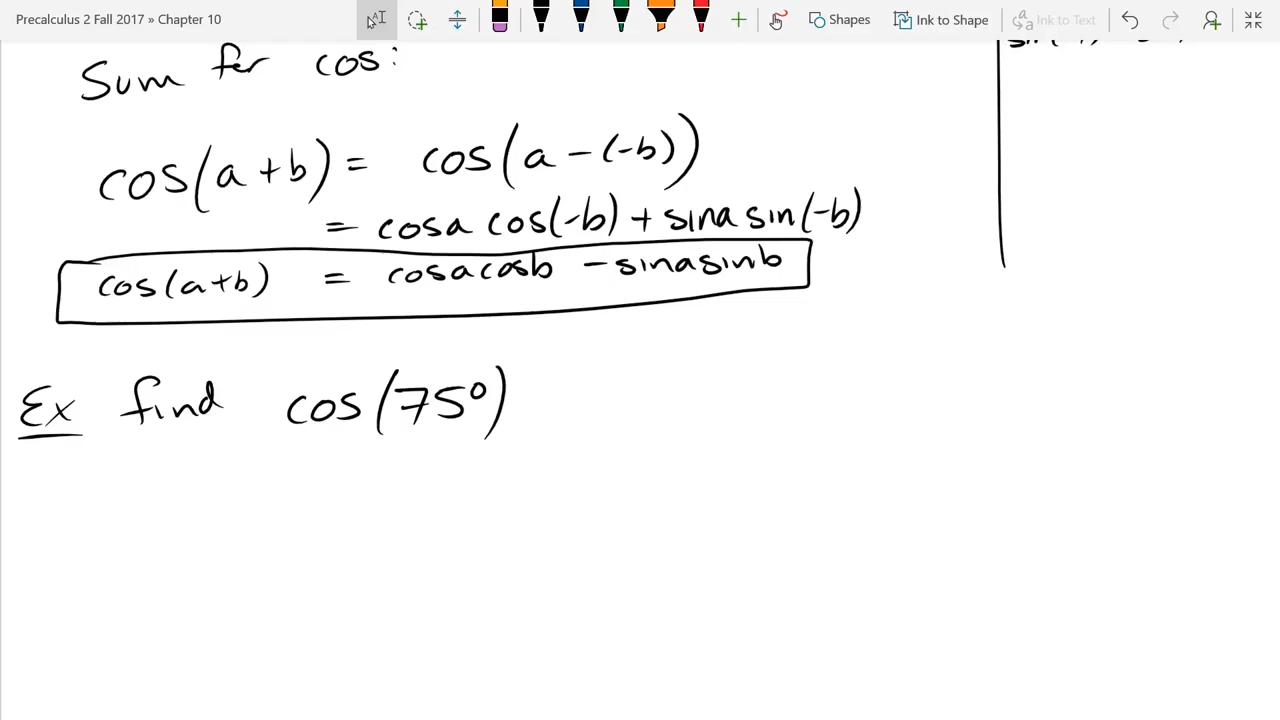 Precalculus 2 Fall 2017 » Chapter 10
Shapes
Ink to Shape
Ink to Text
Sum for cos:
cos(a+b) = cos(a-(-b))
= cosa cos(-b) + sina sin(-b)
cos(a+b) = cosacosb - sinasinb
Ex find cos(75°)